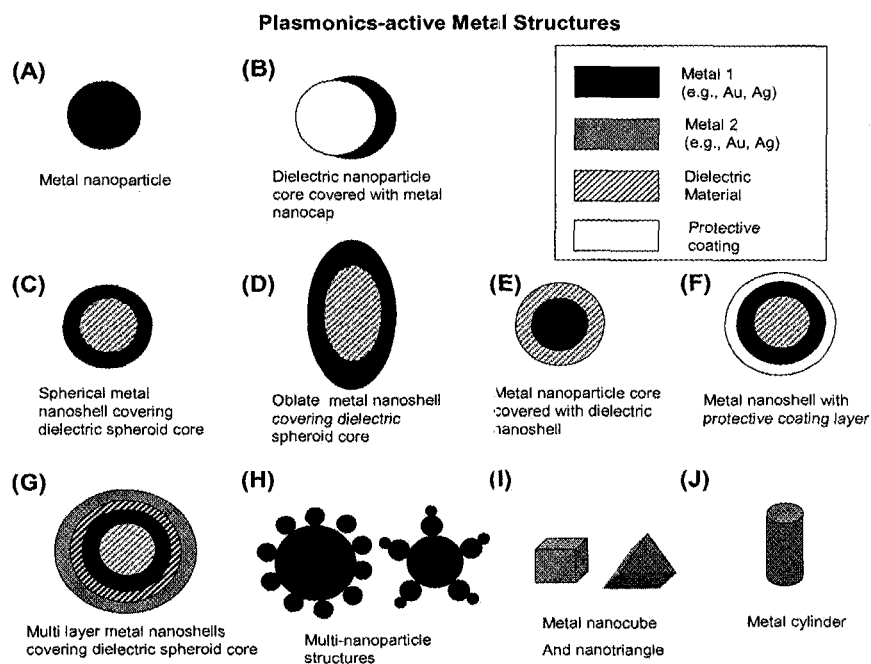 Plasmonics-active Metal Structures
(A)
Metal nanoparticle
(B)
Dielectric nanoparticle
core covered with metal
nanocap
Metal 1
(e.g., Au, Ag)
Metal 2
(e.g., Au, Ag)
Dielectric
Material
Protective
coating
(C)
Spherical metal
nanoshell covering
dielectric spheroid core
(D)
Oblate metal nanoshell
covering dielectric
spheroid core
(E)
Metal nanoparticle core
covered with dielectric
nanoshell
(F)
Metal nanoshell with
protective coating layer
(G)
Multi layer metal nanoshells
covering dielectric spheroid core
(H)
Multi-nanoparticle
structures
(I)
Metal nanocube
And nanotriangle
(J)
Metal cylinder